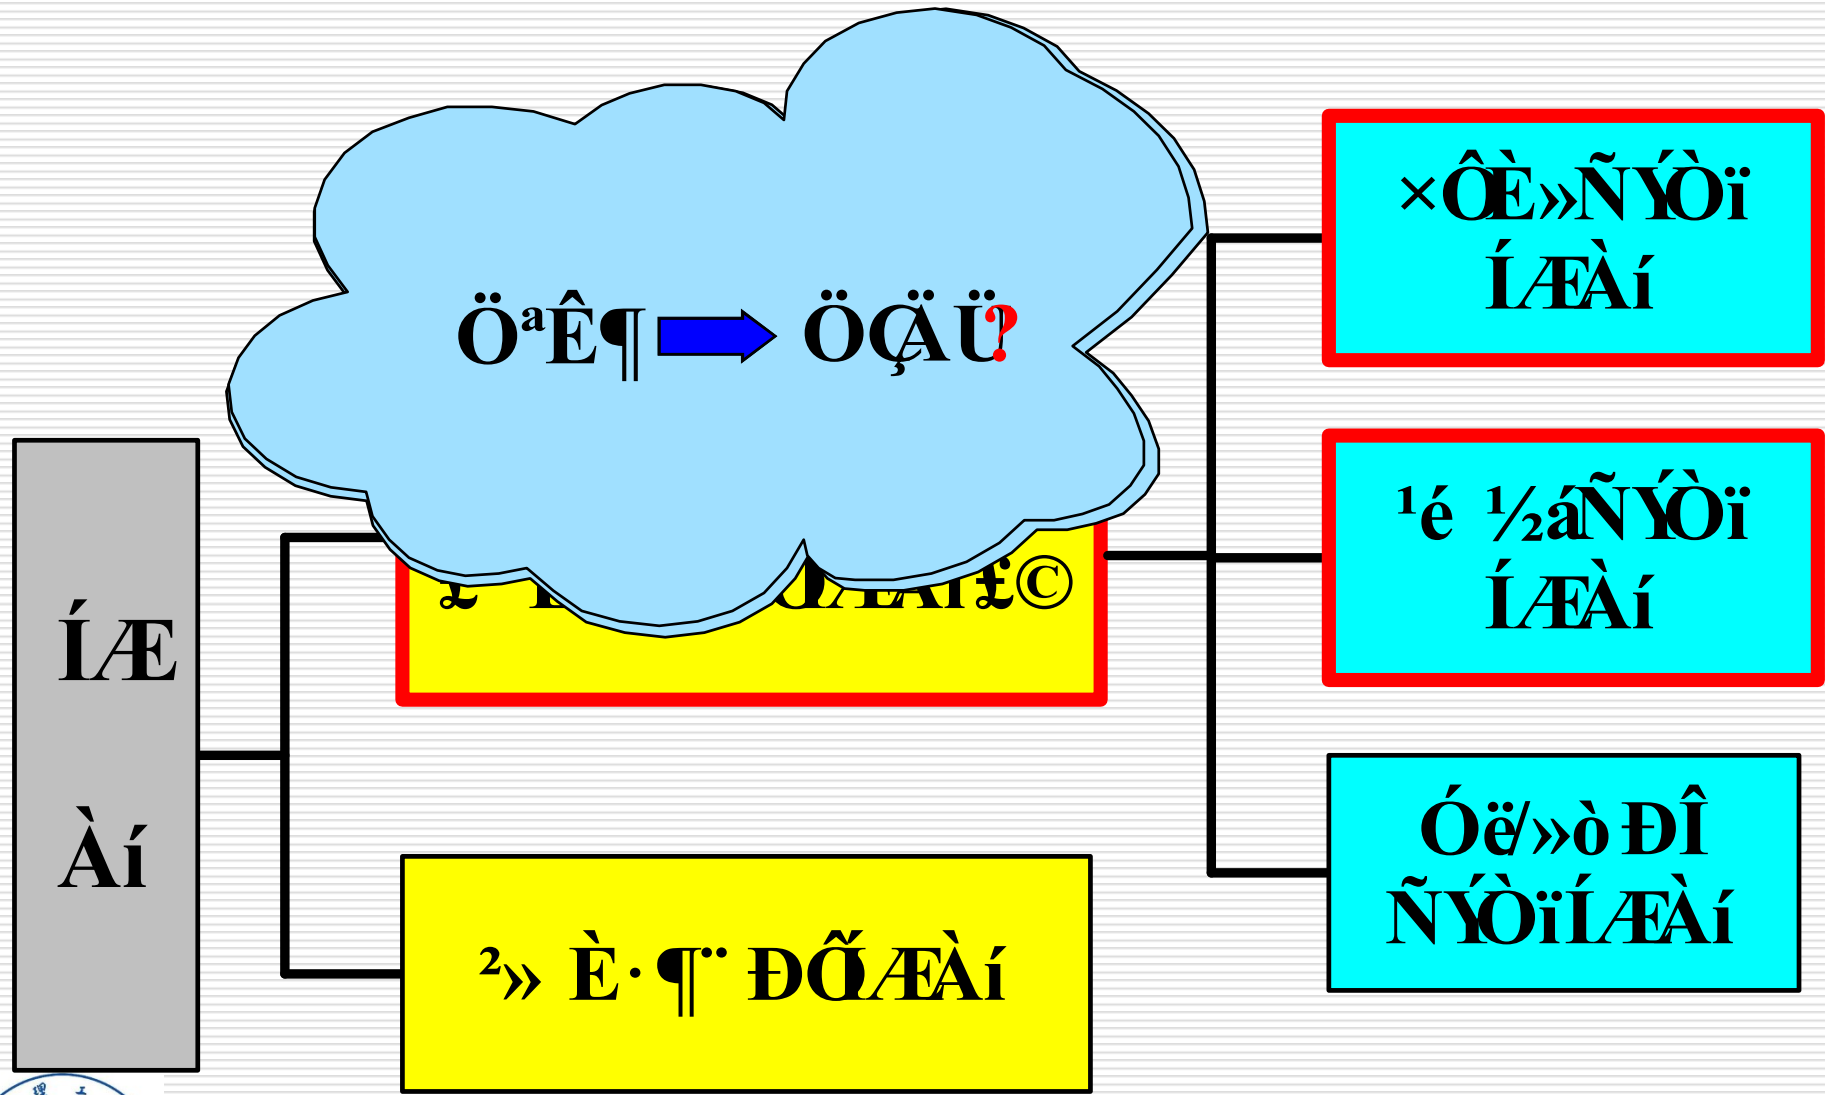 ÖªÊ¶ ÖÇÄÜ?
×ÔÈ»ÑÝÒï
ÍÆÀí
¹é ½áÑÝÒï
ÍÆÀí
ÍÆ
Àí
Óë/»ò ÐÎ
ÑÝÒïÍÆÀí
²» È·¶¨ ÐÔÍÆÀí